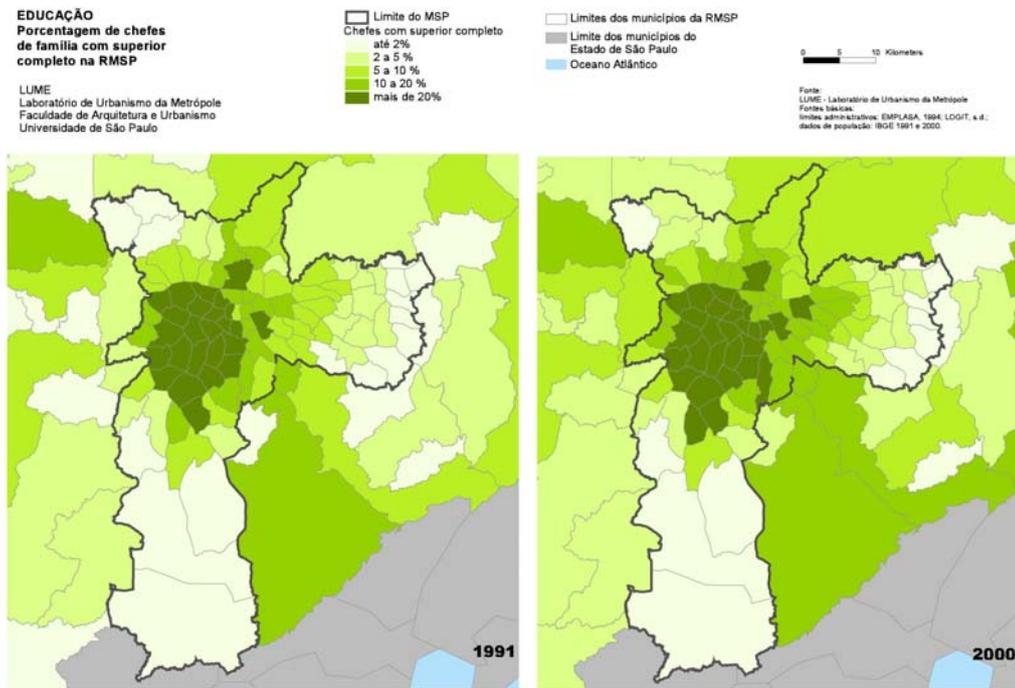 EDUCAÇÃO
Porcentagem de chefes
de família com superior
completo na RMSP
LUME
Laboratório de Urbanismo da Metrópole
Faculdade de Arquitetura e Urbanismo
Universidade de São Paulo
Limite do MSP
Chefes com superior completo
até 2%
2 a 5%
5 a 10 %
10 a 20 %
mais de 20%
Limites dos municípios da RMSP
Limite dos municípios do
Estado de São Paulo
Oceano Atlântico
0 5 10 Kilometers
Fonte:
LUME - Laboratório de Urbanismo da Metrópole
Fontes básicas:
limites administrativos: EMPLASA, 1994; LOGIT, s.d.;
dados de população: IBGE 1991 e 2000.
1991
2000